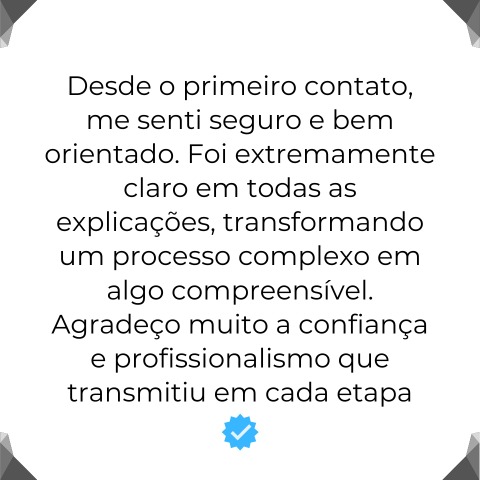 Desde o primeiro contato,
me senti seguro e bem
orientado. Foi extremamente
claro em todas as
explicações, transformando
um processo complexo em
algo compreensível.
Agradeço muito a confiança
e profissionalismo que
transmitiu em cada etapa